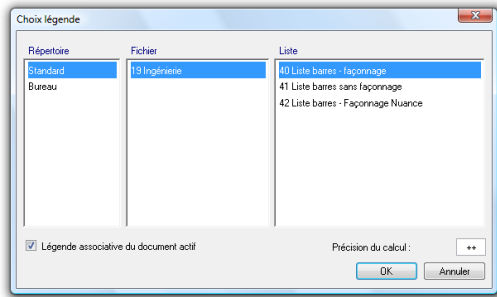 Choix légende
Répertoire Fichier Liste
Standard 19 Ingénierie 40 Liste barres - façonnage
Bureau 41 Liste barres sans façonnage
42 Liste barres - Façonnage Nuance
Légende associative du document actif Précision du calcul : ++
OK Annuler